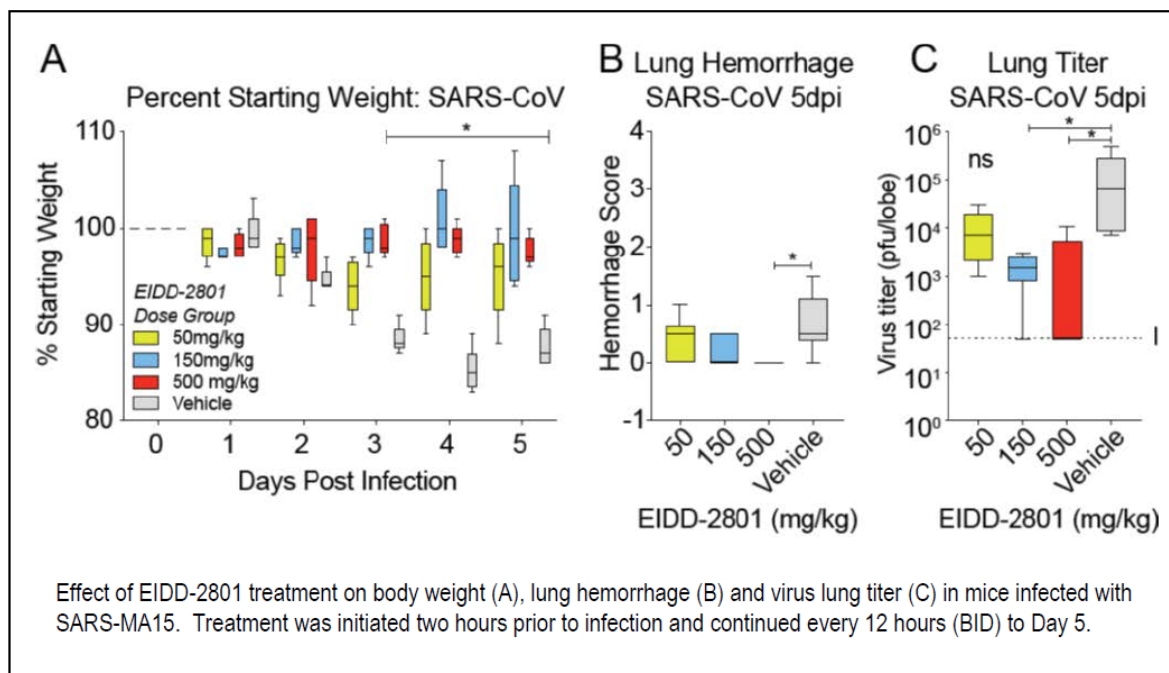 A
Percent Starting Weight: SARS-CoV
*
110
100
90
80
% Starting Weight
EIDD-2801
Dose Group
50mg/kg
150mg/kg
500 mg/kg
Vehicle
0 1 2 3 4 5
Days Post Infection
B Lung Hemorrhage
SARS-CoV 5dpi
4
3
2
1
0
-1
Hemorrhage Score
*
50 150 500 Vehicle
EIDD-2801 (mg/kg)
C Lung Titer
SARS-CoV 5dpi
*
*
ns
10⁶
10⁵
10⁴
10³
10²
10¹
10⁰
Virus titer (pfu/lobe)
50 150 500 Vehicle
EIDD-2801 (mg/kg)
Effect of EIDD-2801 treatment on body weight (A), lung hemorrhage (B) and virus lung titer (C) in mice infected with
SARS-MA15. Treatment was initiated two hours prior to infection and continued every 12 hours (BID) to Day 5.